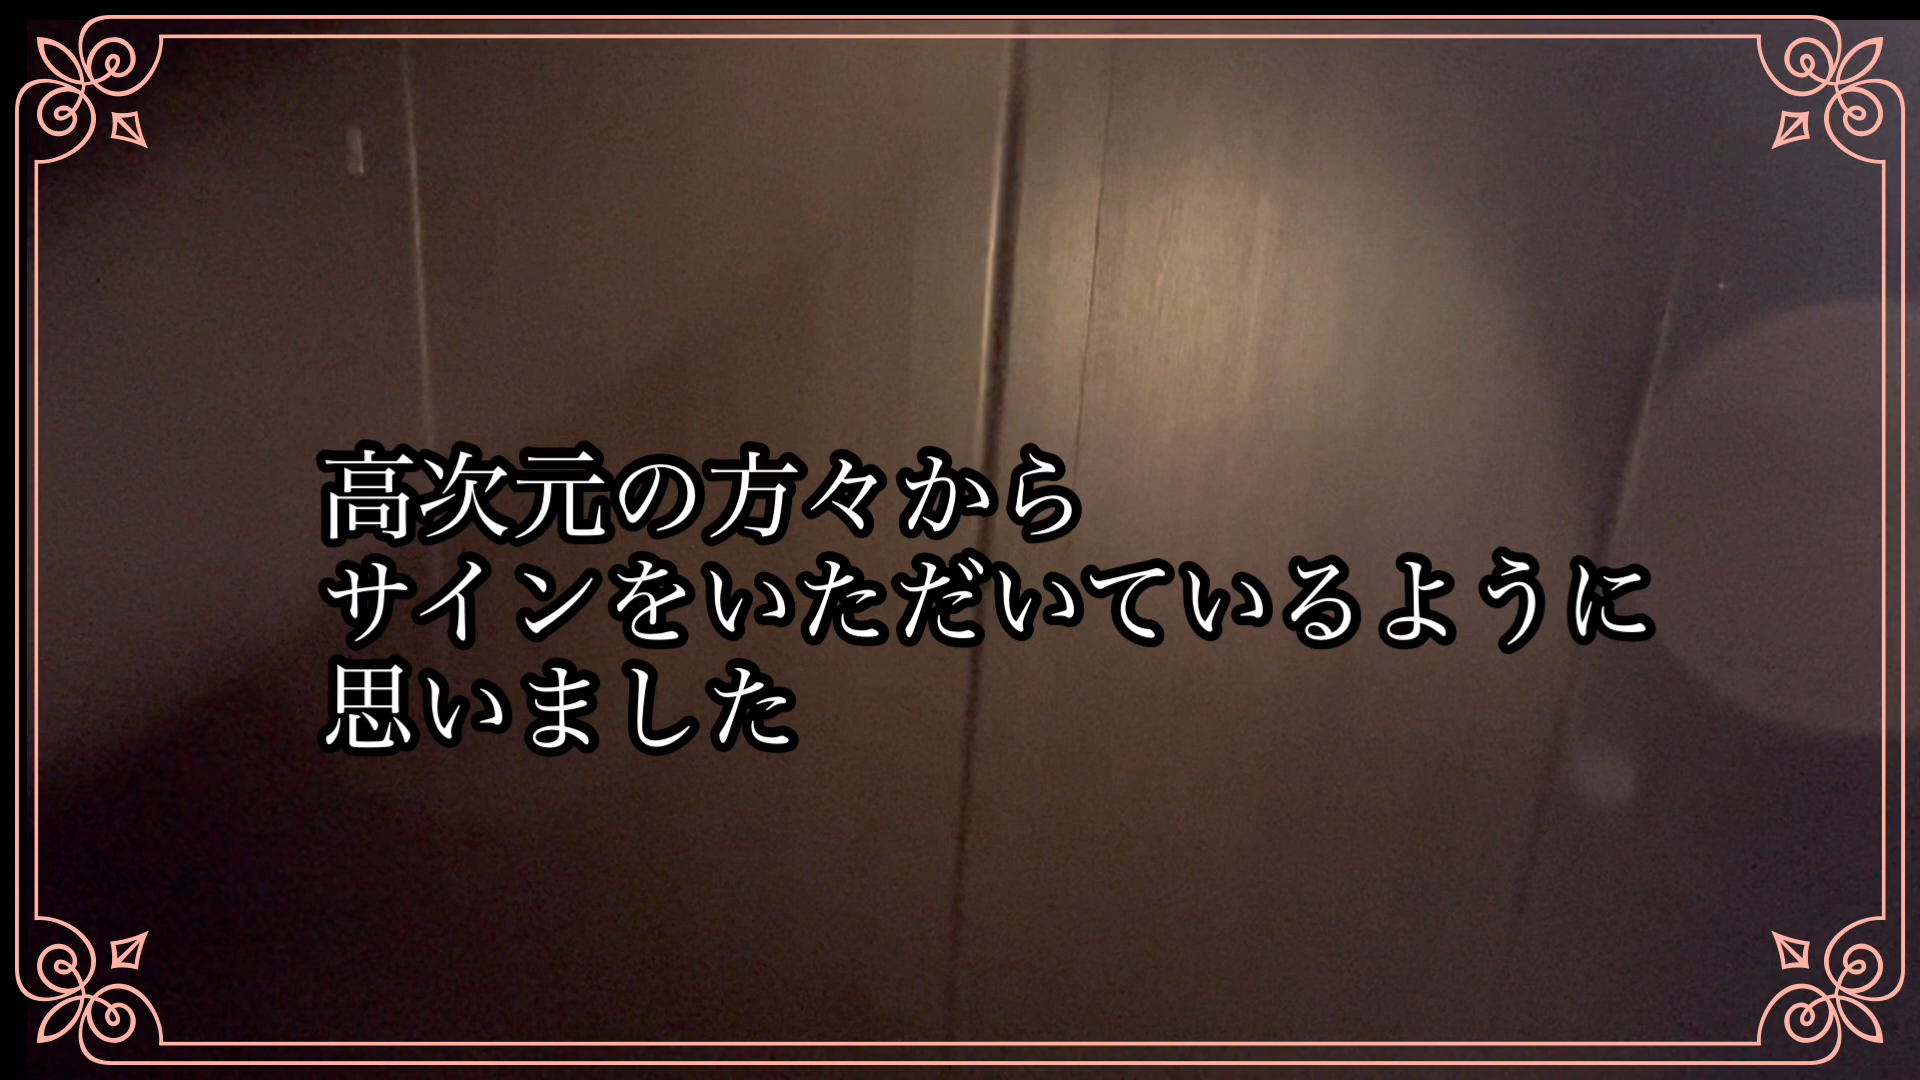 高次元の方々から
サインをいただいているように
思いました